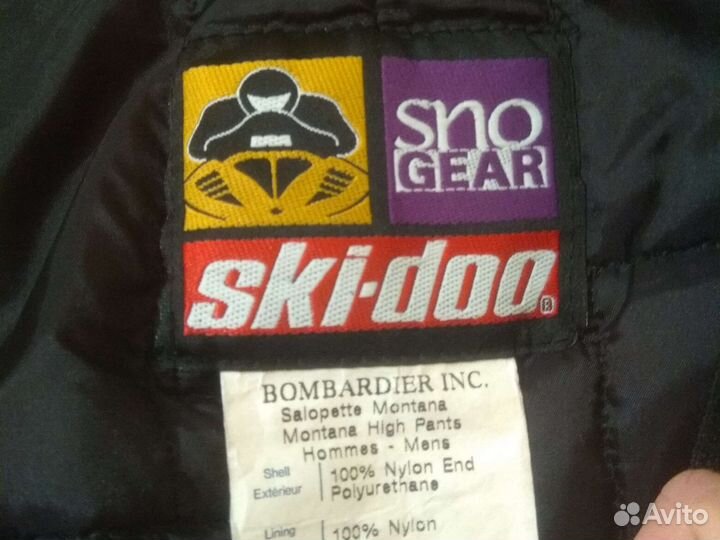 BRBA
sno
GEAR
ski-doo
BOMBARDIER INC.
Salopette Montana
Montana High Pants
Hommes - Mens
Shell 100% Nylon End
Extérieur Polyurethane
Lining 100% Nylon
Avito